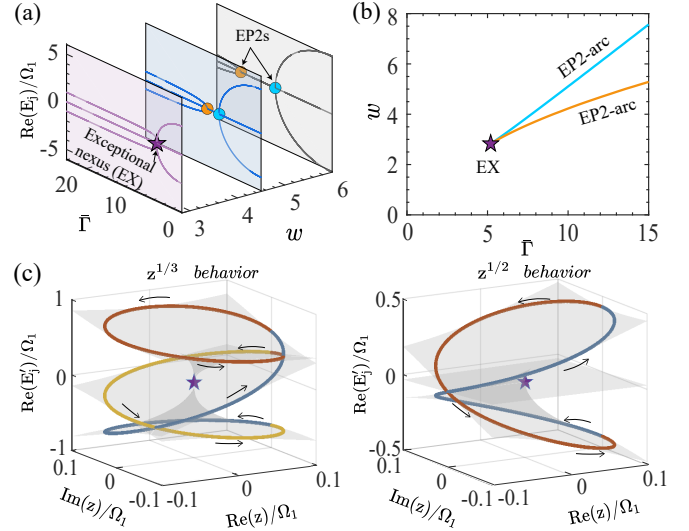 (a)
EP2s
Re(E_j)/Ω_1
5
0
-5
Exceptional
nexus (EX)
20
10
0
Γ̄
3
4
5
6
w
(b)
8
6
4
2
0
w
EP2-arc
EP2-arc
EX
0
5
10
15
Γ̄
(c)
z^{1/3} behavior
1
0
-1
Re(E'_j)/Ω_1
0.1
0
-0.1
Im(z)/Ω_1
-0.1
0
0.1
Re(z)/Ω_1
z^{1/2} behavior
0.5
0
-0.5
Re(E'_j)/Ω_1
0.1
0
-0.1
Im(z)/Ω_1
-0.1
0
0.1
Re(z)/Ω_1